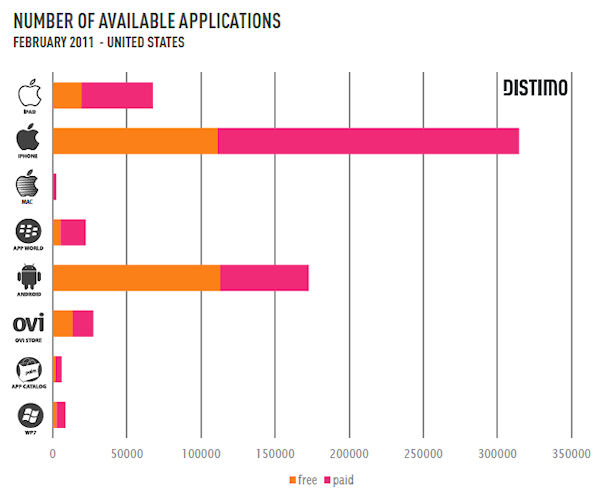 NUMBER OF AVAILABLE APPLICATIONS
FEBRUARY 2011 - UNITED STATES
DISTIMO
IPAD
IPHONE
MAC
APP WORLD
ANDROID
OVI
OVI STORE
palm
APP CATALOG
WP7
0 50000 100000 150000 200000 250000 300000 350000
free paid